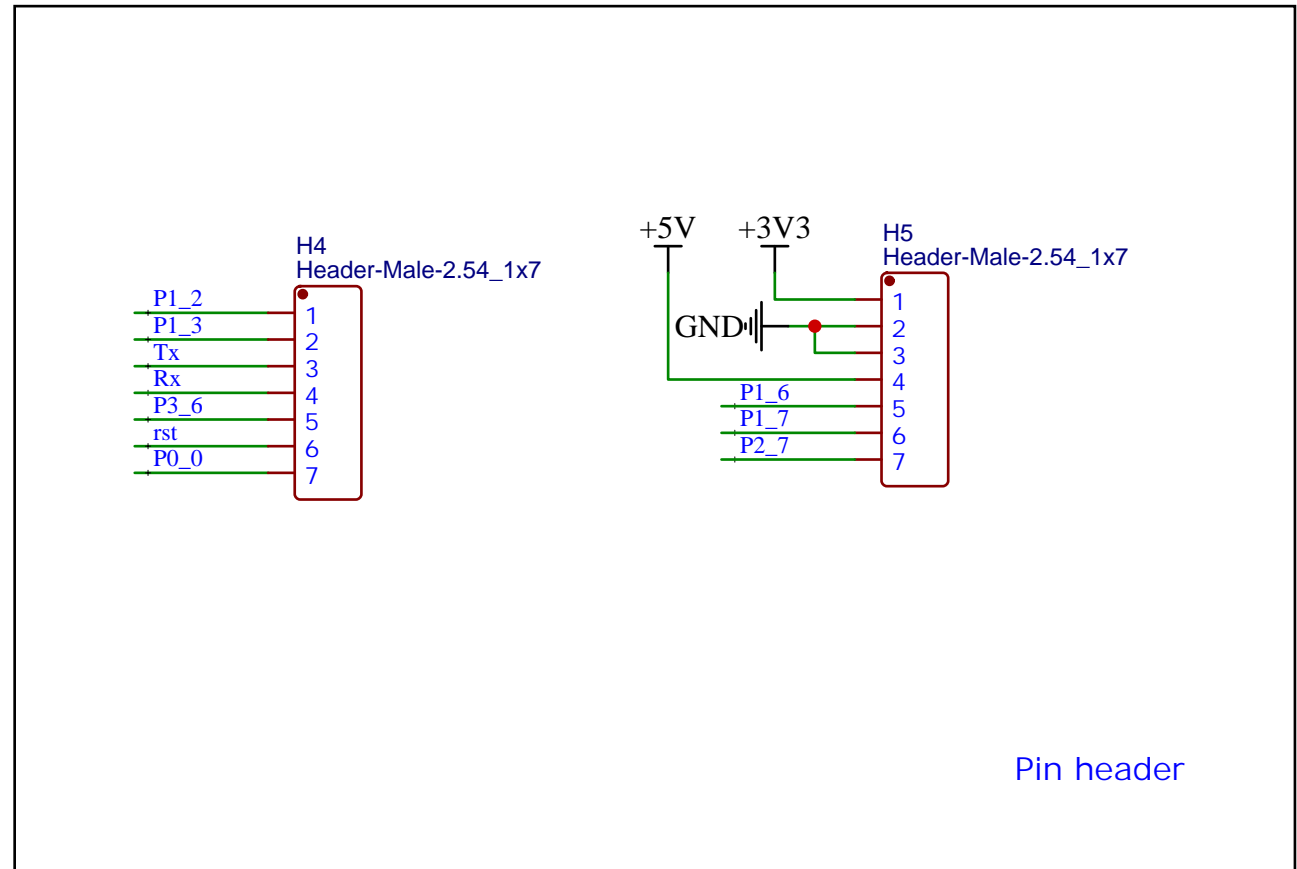 H4
Header-Male-2.54_1x7
P1_2
1
P1_3
2
Tx
3
Rx
4
P3_6
5
rst
6
P0_0
7
+5V
+3V3
H5
Header-Male-2.54_1x7
1
GND
2
3
4
P1_6
5
P1_7
6
P2_7
7
Pin header